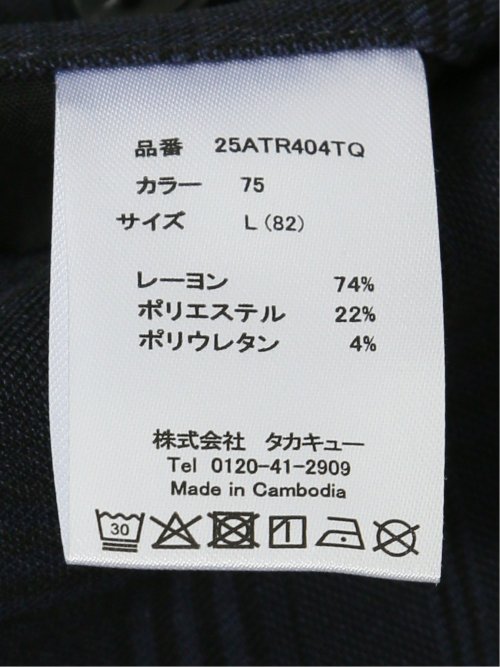 品番 25ATR404TQ
カラー 75
サイズ L(82)
レーヨン 74%
ポリエステル 22%
ポリウレタン 4%
株式会社 タカキュー
Tel 0120-41-2909
Made in Cambodia
30